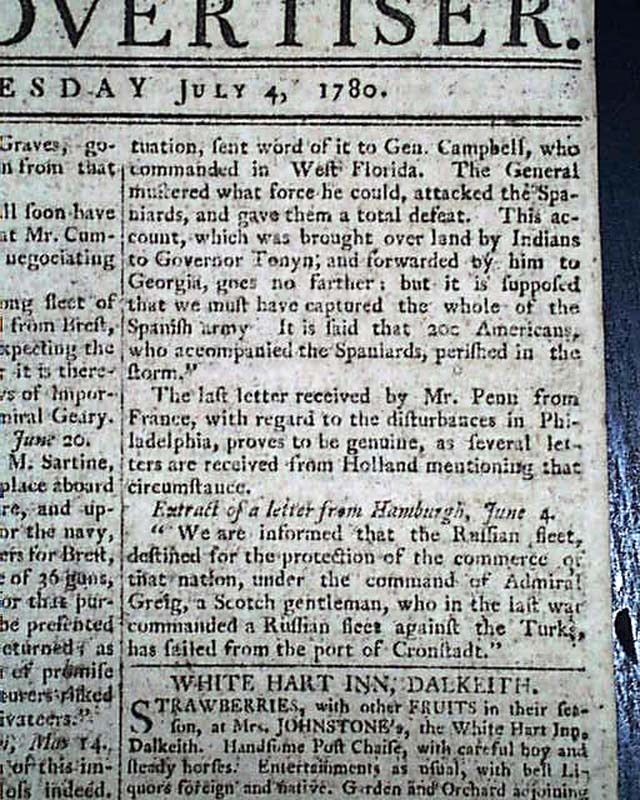 DVERTISER.
ESDAY JULY 4, 1780.
Graves, go-
n from that
ll soon have
at Mr. Cum-
negociating
ong fleet of
from Breſt,
xpecting the
it is there-
vs of Impor-
miral Geary.
June 20.
M. Sartine,
place aboard
re, and up-
or the navy,
ers for Breſt,
e of 36 guns,
or that pur-
be preſented
eturned; as
of promiſe
turers riſked
ivateers."
May 14.
of this im-
loſs indeed.
tuation, ſent word of it to Gen. Campbell, who
commanded in Weſt Florida. The General
muſtered what force he could, attacked the Spa-
niards, and gave them a total defeat. This ac-
count, which was brought over land by Indians
to Governor Tonyn; and forwarded by him to
Georgia, goes no farther: but it is ſuppoſed
that we muſt have captured the whole of the
Spaniſh army It is ſaid that 200 Americans,
who accompanied the Spaniards, periſhed in the
ſtorm."
The laſt letter received by Mr. Penn from
France, with regard to the diſturbances in Phi-
ladelphia, proves to be genuine, as ſeveral let-
ters are received from Holland mentioning that
circumſtance.
Extract of a letter from Hamburgh, June 4.
" We are informed that the Ruſſian fleet,
deſtined for the protection of the commerce of
that nation, under the command of Admiral
Greig, a Scotch gentleman, who in the laſt war
commanded a Ruſſian fleet againſt the Turks,
has ſailed from the port of Cronſtadt."
WHITE HART INN, DALKEITH.
STRAWBERRIES, with other FRUITS in their ſea-
ſon, at Mrs. JOHNSTONE's, the White Hart Inn,
Dalkeith. Handſome Poſt Chaiſe, with careful boy and
ſteady horſes. Entertainments as uſual, with beſt Li-
quors foreign and native. Garden and Orchard adjoining